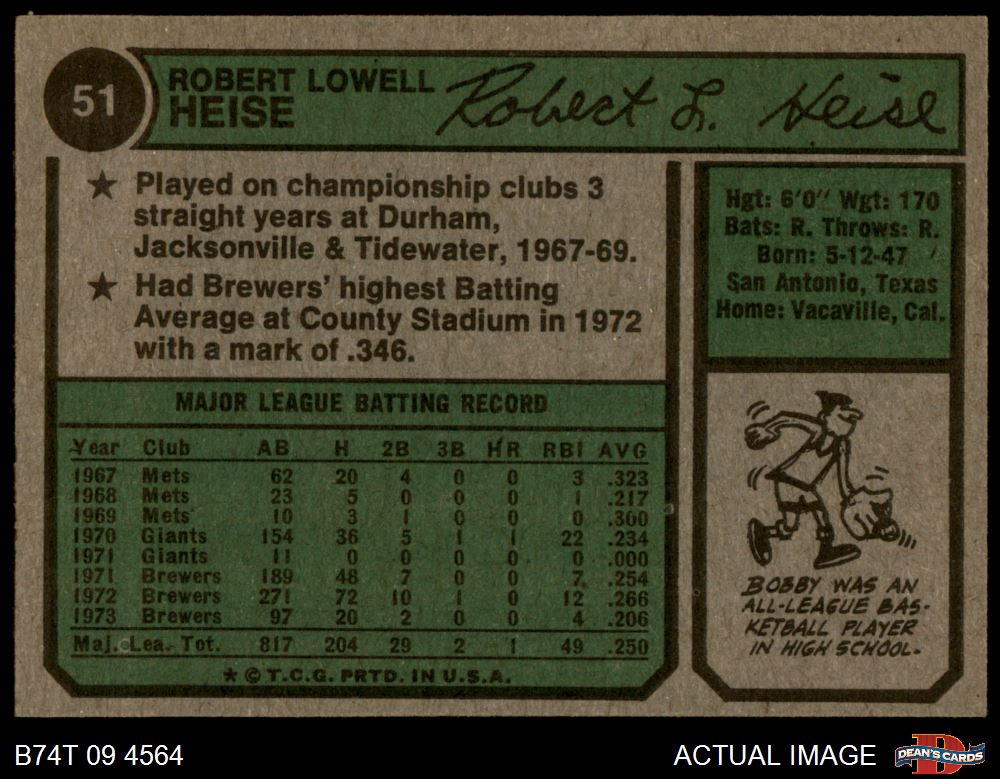 51
ROBERT LOWELL
HEISE
Robert L. Heise
★ Played on championship clubs 3
straight years at Durham,
Jacksonville & Tidewater, 1967-69.
★ Had Brewers' highest Batting
Average at County Stadium in 1972
with a mark of .346.
Hgt: 6'0" Wgt: 170
Bats: R. Throws: R.
Born: 5-12-47
San Antonio, Texas
Home: Vacaville, Cal.
MAJOR LEAGUE BATTING RECORD
Year Club AB H 2B 3B HR RBI AVG
1967 Mets 62 20 4 0 0 3 .323
1968 Mets 23 5 0 0 0 1 .217
1969 Mets 10 3 1 0 0 0 .300
1970 Giants 154 36 5 1 1 22 .234
1971 Giants 11 0 0 0 0 0 .000
1971 Brewers 189 48 7 0 0 7 .254
1972 Brewers 271 72 10 1 0 12 .266
1973 Brewers 97 20 2 0 0 4 .206
Maj. Lea. Tot. 817 204 29 2 1 49 .250
★ © T.C.G. PRTD. IN U.S.A.
BOBBY WAS AN
ALL-LEAGUE BAS-
KETBALL PLAYER
IN HIGH SCHOOL.
B74T 09 4564
ACTUAL IMAGE
DEAN'S CARDS